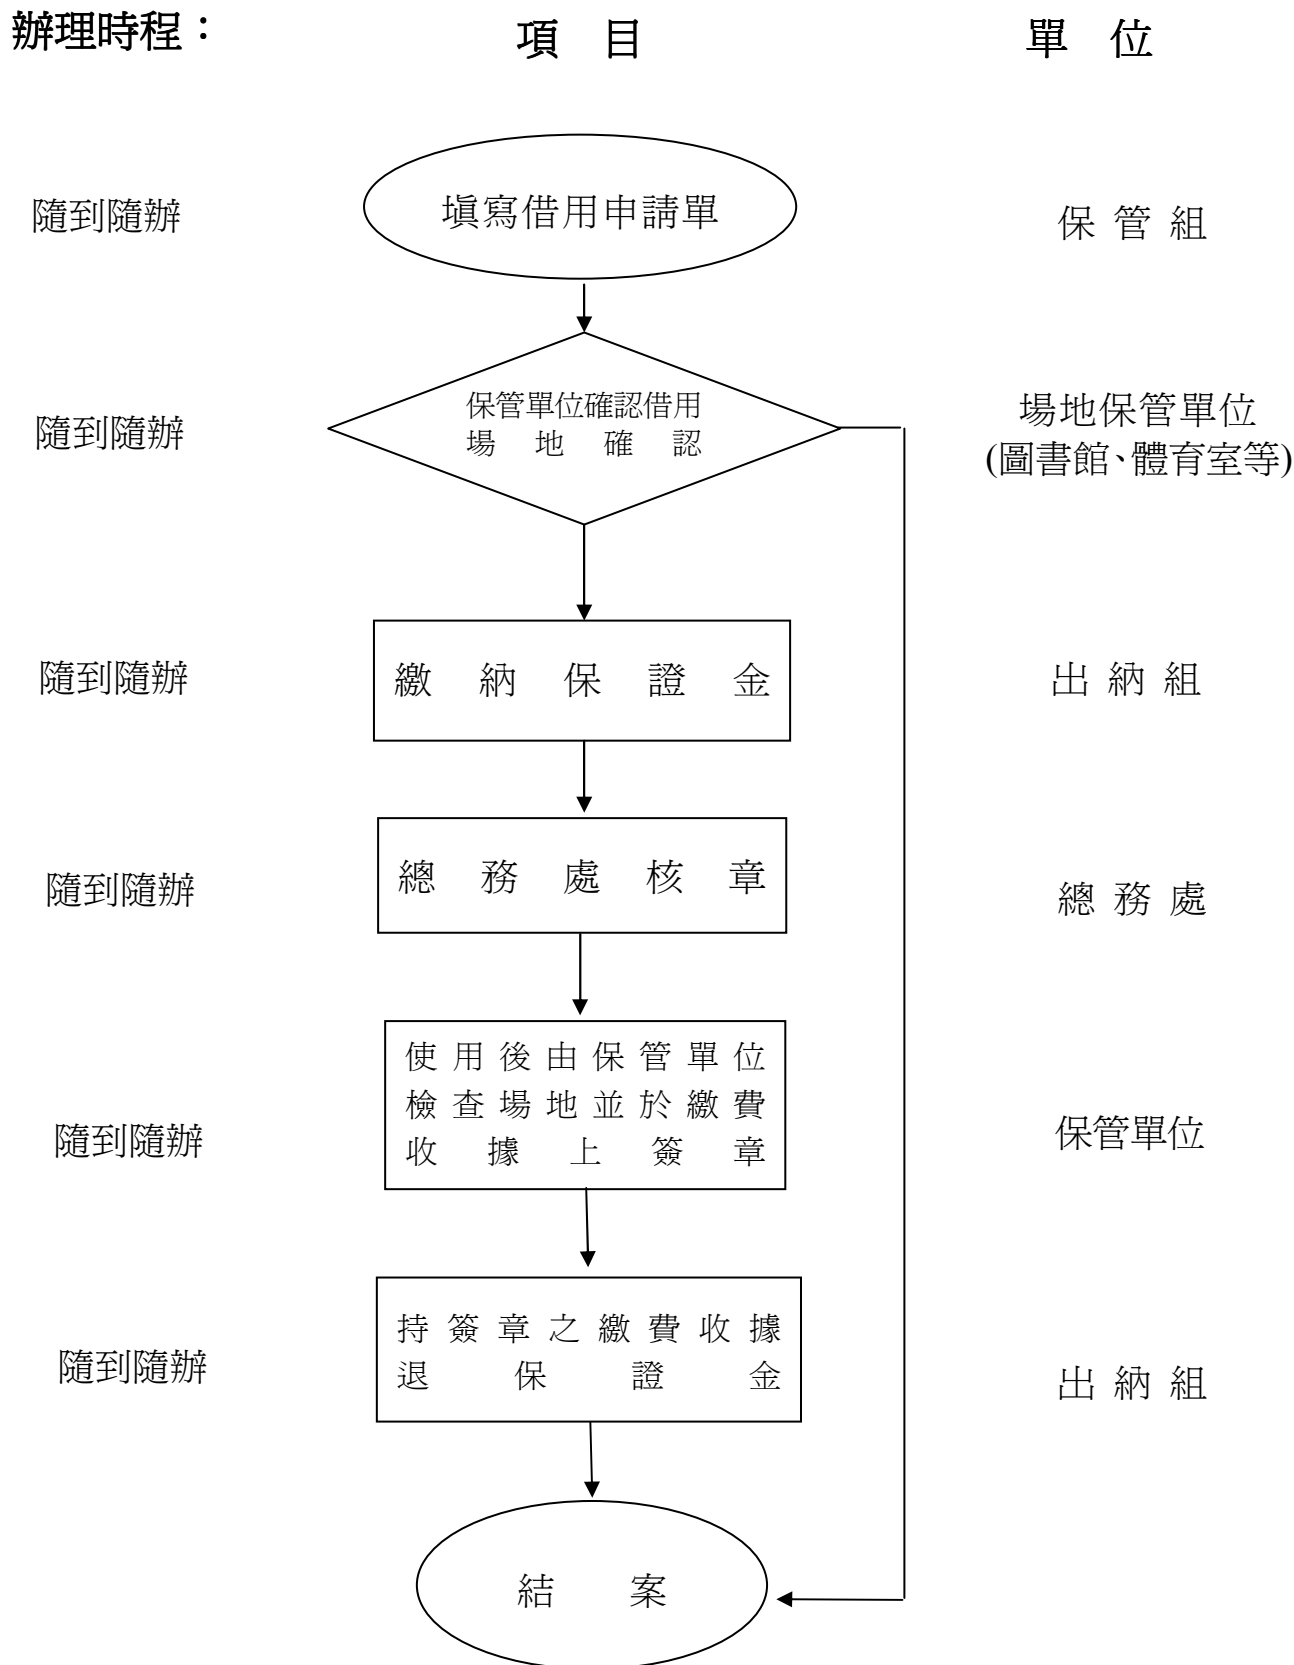 辦理時程：
項 目
單 位
隨到隨辦
填寫借用申請單
保管組
隨到隨辦
保管單位確認借用
場地確認
場地保管單位
(圖書館、體育室等)
隨到隨辦
繳納保證金
出納組
隨到隨辦
總務處核章
總務處
隨到隨辦
使用後由保管單位
檢查場地並於繳費
收據上簽章
保管單位
隨到隨辦
持簽章之繳費收據
退保證金
出納組
結案